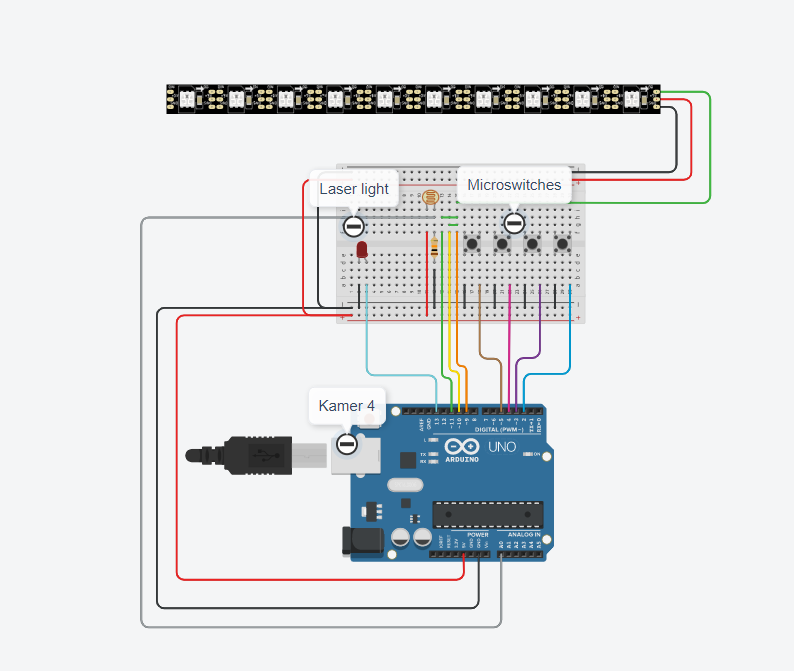 Laser light
Microswitches
Kamer 4
AREF
GND
13
12
~11
~10
~9
8
7
~6
~5
4
~3
2
TX→1
RX←0
DIGITAL (PWM~)
L
TX
RX
UNO
ON
ARDUINO
POWER
ANALOG IN
IOREF
RESET
3.3V
5V
GND
GND
Vin
A0
A1
A2
A3
A4
A5